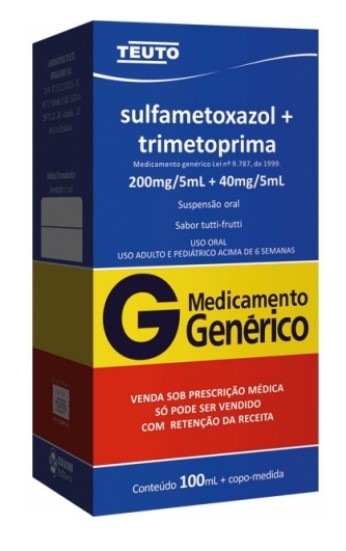 TEUTO
sulfametoxazol +
trimetoprima
Medicamento genérico Lei nº 9.787, de 1999.
200mg/5mL + 40mg/5mL
Suspensão oral
Sabor tutti-frutti
USO ORAL
USO ADULTO E PEDIÁTRICO ACIMA DE 6 SEMANAS
G Medicamento
Genérico
VENDA SOB PRESCRIÇÃO MÉDICA
SÓ PODE SER VENDIDO
COM RETENÇÃO DA RECEITA
Conteúdo 100mL + copo-medida